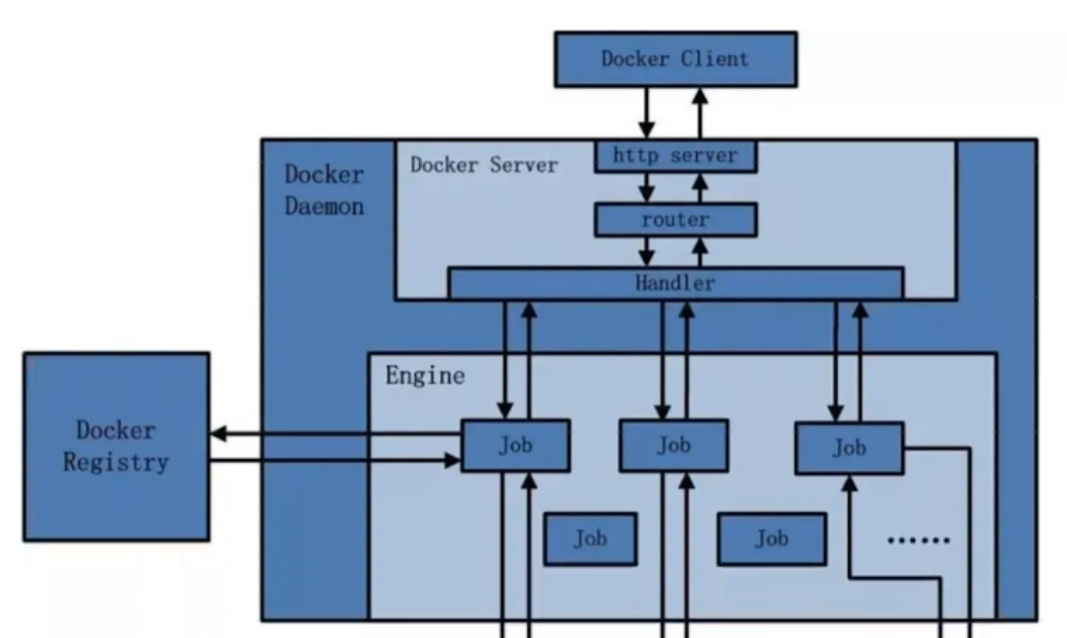 Docker Client
Docker
Daemon
Docker Server
http server
router
Handler
Engine
Docker
Registry
Job
Job
Job
Job
Job
......